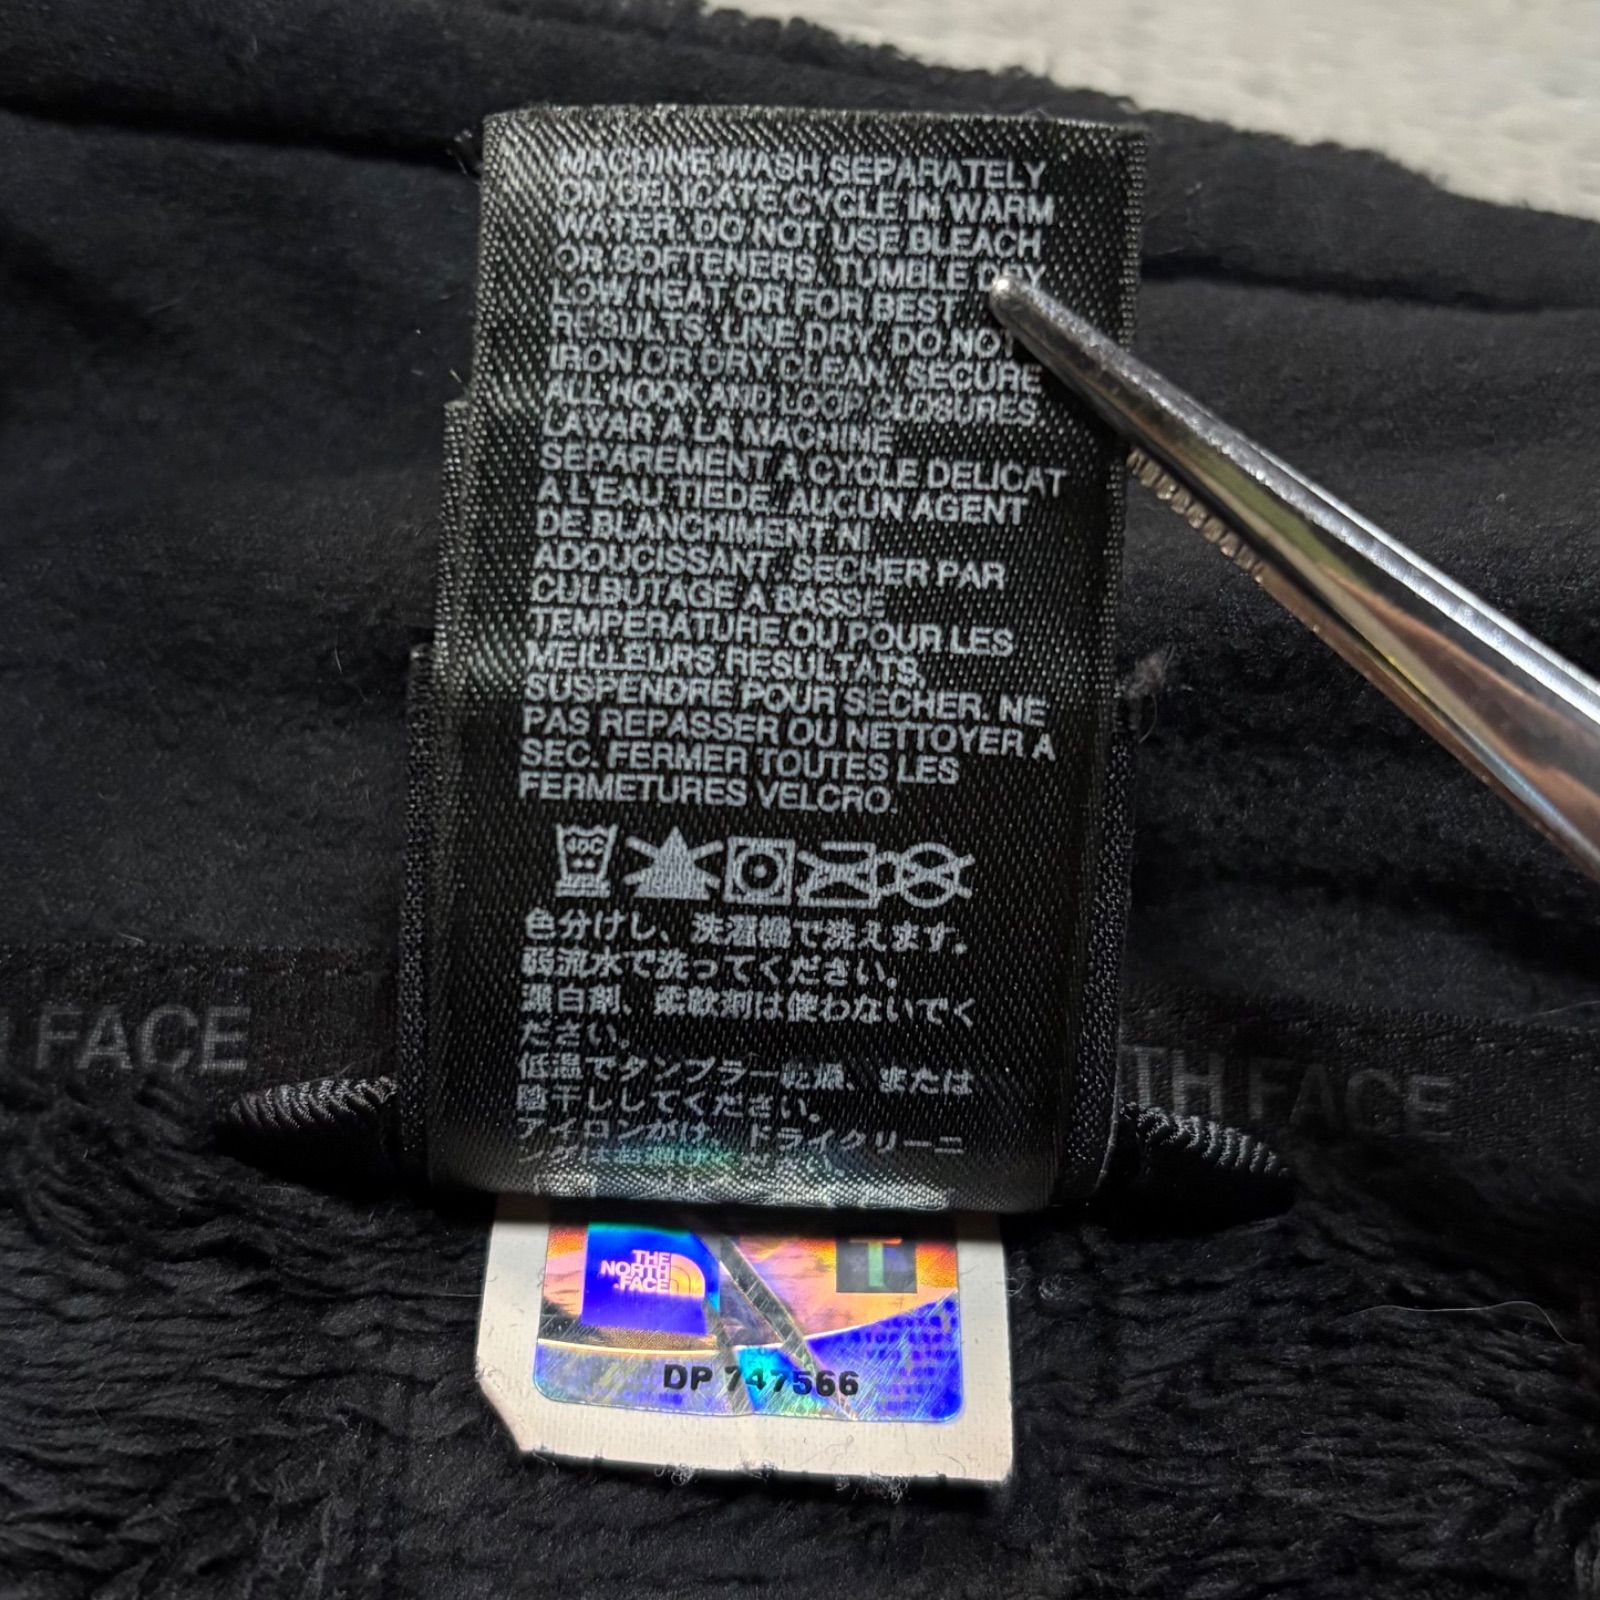 MACHINE WASH SEPARATELY
ON DELICATE CYCLE IN WARM
WATER. DO NOT USE BLEACH
OR SOFTENERS. TUMBLE DRY
LOW HEAT OR FOR BEST
RESULTS, LINE DRY. DO NOT
IRON OR DRY CLEAN. SECURE
ALL HOOK AND LOOP CLOSURES.
LAVAR A LA MACHINE
SEPAREMENT A CYCLE DELICAT
A L'EAU TIEDE. AUCUN AGENT
DE BLANCHIMENT NI
ADOUCISSANT. SECHER PAR
CULBUTAGE A BASSE
TEMPERATURE OU POUR LES
MEILLEURS RESULTATS,
SUSPENDRE POUR SECHER. NE
PAS REPASSER OU NETTOYER A
SEC. FERMER TOUTES LES
FERMETURES VELCRO.
40C
色分けし、洗濯機で洗えます。
弱流水で洗ってください。
漂白剤、柔軟剤は使わないでく
ださい。
低温でタンブラー乾燥、または
陰干ししてください。
アイロンがけ、ドライクリーニ
H FACE
TH FACE
THE
NORTH
FACE
T
DP 747566